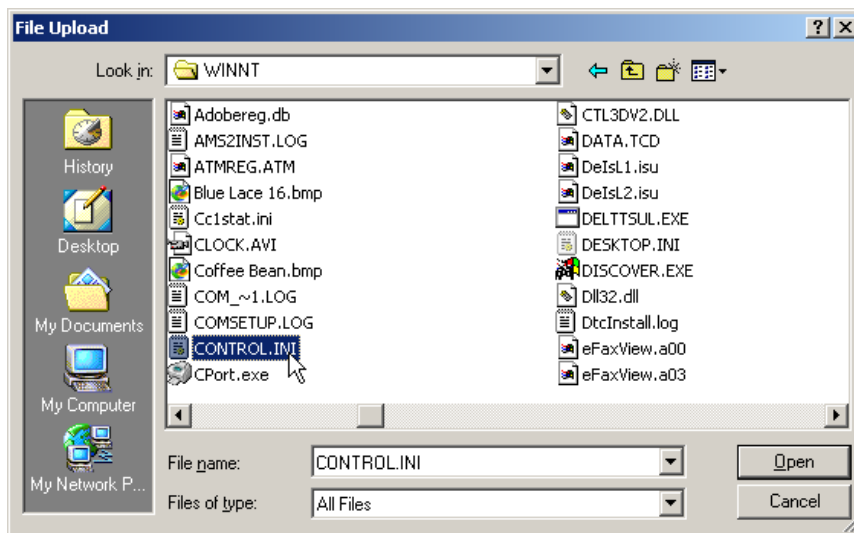 File Upload
Look in: WINNT
History
Desktop
My Documents
My Computer
My Network P...
Adobereg.db
AMS2INST.LOG
ATMREG.ATM
Blue Lace 16.bmp
Cc1stat.ini
CLOCK.AVI
Coffee Bean.bmp
COM_~1.LOG
COMSETUP.LOG
CONTROL.INI
CPort.exe
CTL3DV2.DLL
DATA.TCD
DeIsL1.isu
DeIsL2.isu
DELTTSUL.EXE
DESKTOP.INI
DISCOVER.EXE
Dll32.dll
DtcInstall.log
eFaxView.a00
eFaxView.a03
File name: CONTROL.INI
Open
Files of type: All Files
Cancel